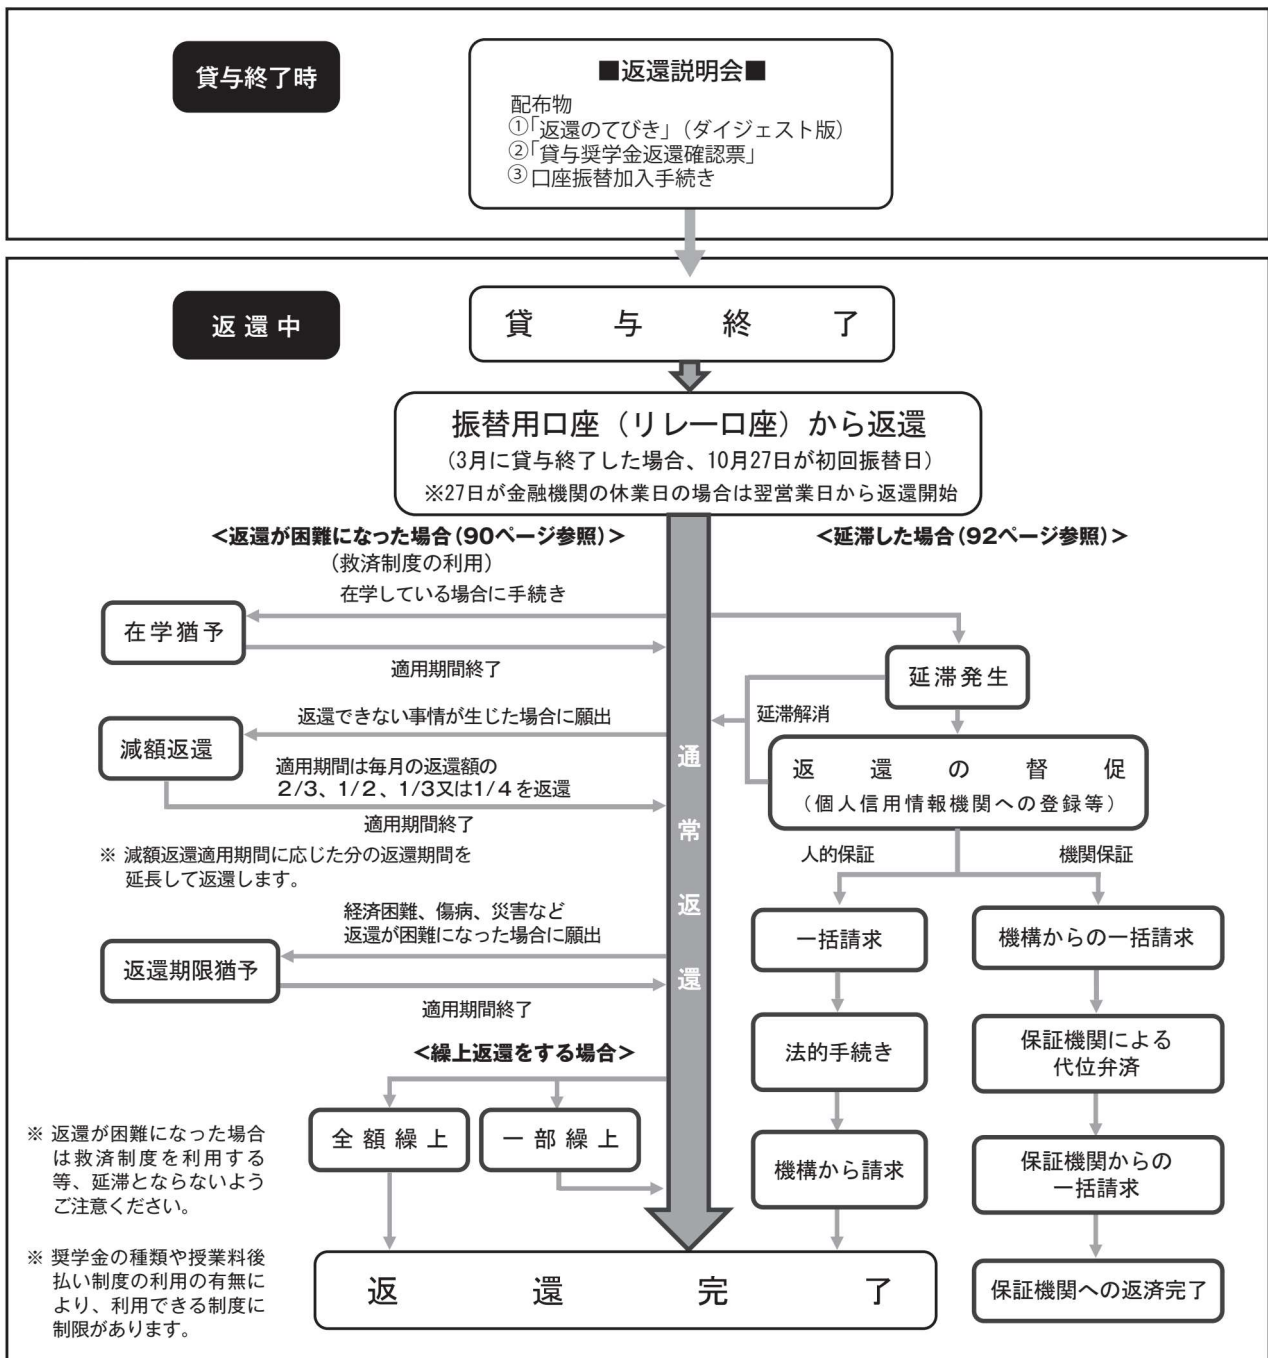 貸与終了時
■返還説明会■
配布物
①「返還のてびき」(ダイジェスト版)
②「貸与奨学金返還確認票」
③口座振替加入手続き
返還中
貸与終了
振替用口座(リレー口座)から返還
(3月に貸与終了した場合、10月27日が初回振替日)
※27日が金融機関の休業日の場合は翌営業日から返還開始
<返還が困難になった場合(90ページ参照)>
(救済制度の利用)
在学している場合に手続き
在学猶予
適用期間終了
返還できない事情が生じた場合に願出
減額返還
適用期間は毎月の返還額の
2/3、1/2、1/3又は1/4を返還
適用期間終了
※ 減額返還適用期間に応じた分の返還期間を
延長して返還します。
経済困難、傷病、災害など
返還が困難になった場合に願出
返還期限猶予
適用期間終了
<繰上返還をする場合>
全額繰上
一部繰上
通常返還
<延滞した場合(92ページ参照)>
延滞発生
延滞解消
返還の督促
(個人信用情報機関への登録等)
人的保証
機関保証
一括請求
機構からの一括請求
法的手続き
保証機関による
代位弁済
機構から請求
保証機関からの
一括請求
返還完了
保証機関への返済完了
※ 返還が困難になった場合
は救済制度を利用する
等、延滞とならないよう
ご注意ください。
※ 奨学金の種類や授業料後
払い制度の利用の有無に
より、利用できる制度に
制限があります。